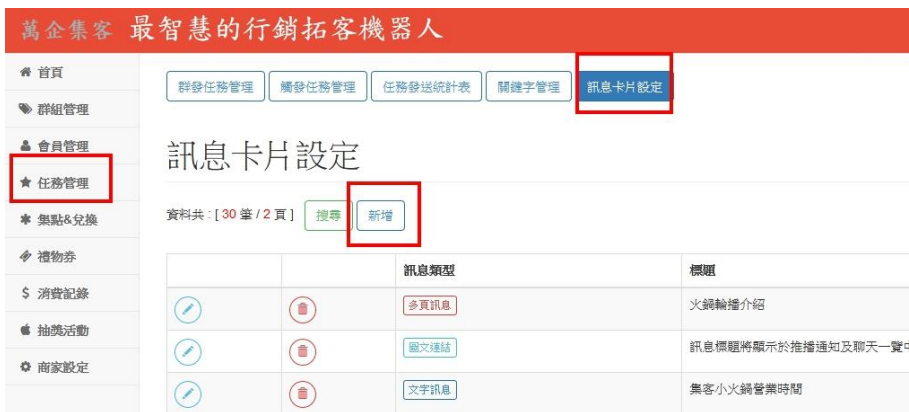 萬企集客 最智慧的行銷拓客機器人
首頁
群組管理
會員管理
任務管理
集點&兌換
禮物券
消費記錄
抽獎活動
商家設定
群發任務管理 觸發任務管理 任務發送統計表 關鍵字管理 訊息卡片設定
訊息卡片設定
資料共 : [ 30 筆 / 2 頁 ] 搜尋 新增
訊息類型 標題
多頁訊息 火鍋輪播介紹
圖文連結 訊息標題將顯示於推播通知及聊天一覽中
文字訊息 集客小火鍋營業時間